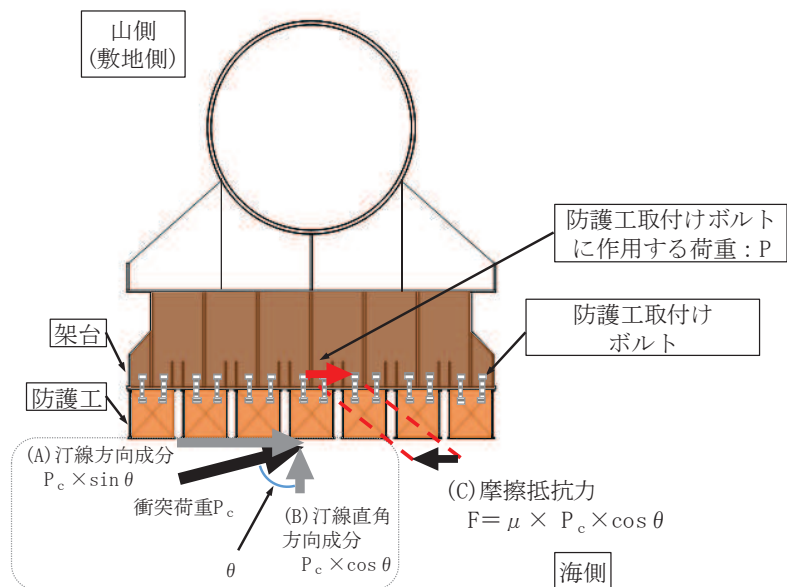 山側
(敷地側)
防護工取付けボルト
に作用する荷重：P
防護工取付け
ボルト
架台
防護工
(A)汀線方向成分
Pc×sinθ
衝突荷重Pc
(B)汀線直角
方向成分
Pc×cosθ
θ
(C)摩擦抵抗力
F＝μ×Pc×cosθ
海側